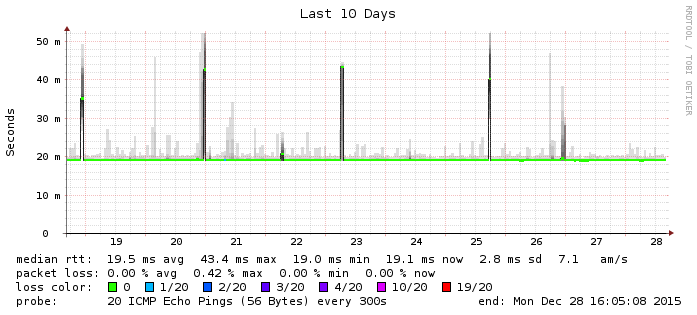 Last 10 Days
RRDTOOL / TOBI OETIKER
Seconds
50 m
40 m
30 m
20 m
10 m
0
19 20 21 22 23 24 25 26 27 28
median rtt: 19.5 ms avg 43.4 ms max 19.0 ms min 19.1 ms now 2.8 ms sd 7.1 am/s
packet loss: 0.00 % avg 0.42 % max 0.00 % min 0.00 % now
loss color: 0 1/20 2/20 3/20 4/20 10/20 19/20
probe: 20 ICMP Echo Pings (56 Bytes) every 300s end: Mon Dec 28 16:05:08 2015